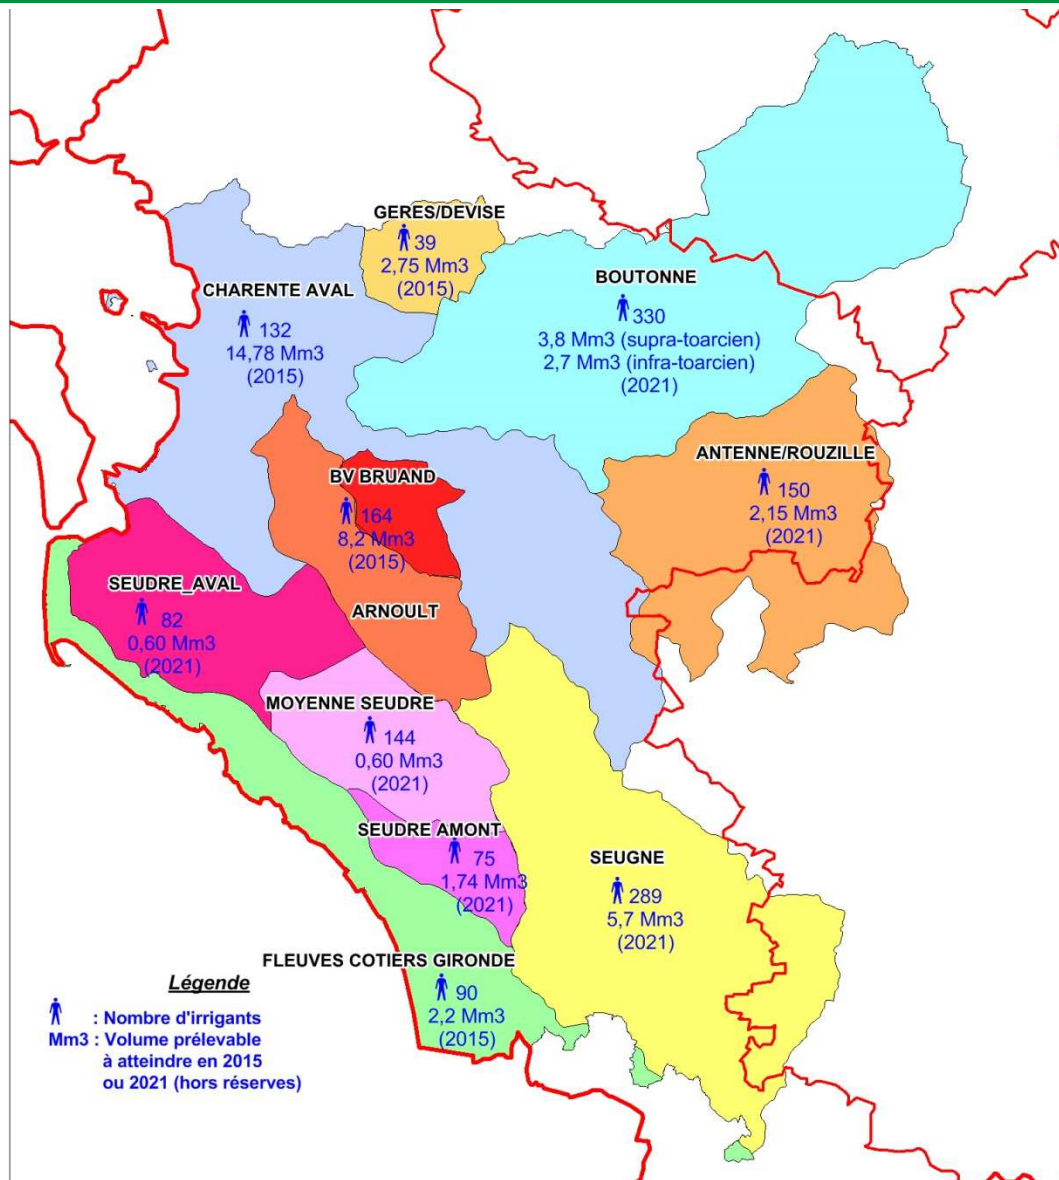 GERES/DEVISE
39
2,75 Mm3
(2015)
CHARENTE AVAL
132
14,78 Mm3
(2015)
BOUTONNE
330
3,8 Mm3 (supra-toarcien)
2,7 Mm3 (infra-toarcien)
(2021)
ANTENNE/ROUZILLE
150
2,15 Mm3
(2021)
BV BRUAND
164
8,2 Mm3
(2015)
ARNOULT
SEUDRE_AVAL
82
0,60 Mm3
(2021)
MOYENNE SEUDRE
144
0,60 Mm3
(2021)
SEUDRE AMONT
75
1,74 Mm3
(2021)
SEUGNE
289
5,7 Mm3
(2021)
FLEUVES COTIERS GIRONDE
90
2,2 Mm3
(2015)
Légende
: Nombre d'irrigants
Mm3 : Volume prélevable
à atteindre en 2015
ou 2021 (hors réserves)